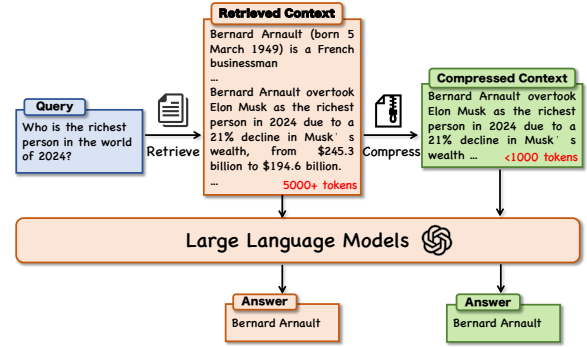 Retrieved Context
Bernard Arnault (born 5
March 1949) is a French
businessman
...
Bernard Arnault overtook
Elon Musk as the richest
person in 2024 due to a
21% decline in Musk's
wealth, from $245.3
billion to $194.6 billion.
...
5000+ tokens
Query
Who is the richest
person in the world
of 2024?
Retrieve
Compress
Compressed Context
Bernard Arnault overtook
Elon Musk as the richest
person in 2024 due to a
21% decline in Musk's
wealth ...
<1000 tokens
Large Language Models
Answer
Bernard Arnault
Answer
Bernard Arnault